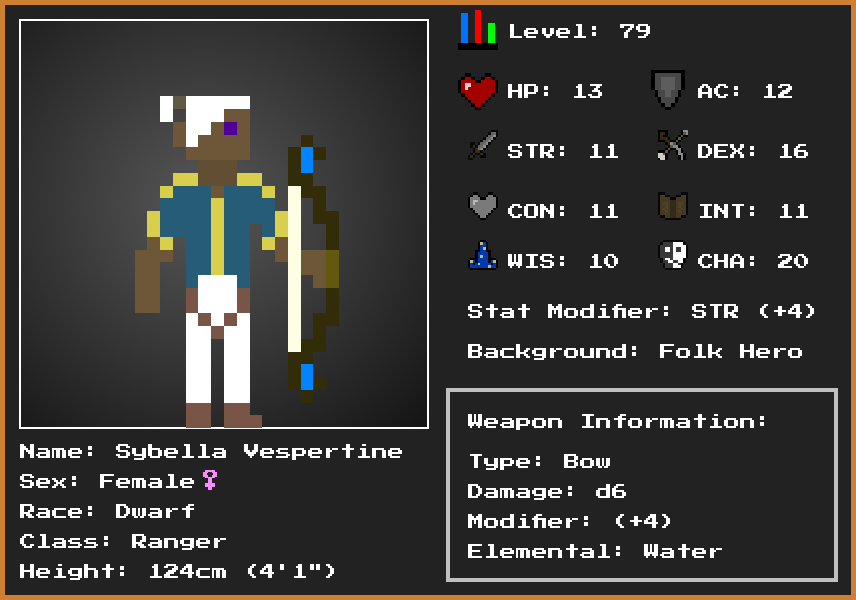 Level: 79
HP: 13
AC: 12
STR: 11
DEX: 16
CON: 11
INT: 11
WIS: 10
CHA: 20
Stat Modifier: STR (+4)
Background: Folk Hero
Name: Sybella Vespertine
Sex: Female♀
Race: Dwarf
Class: Ranger
Height: 124cm (4'1")
Weapon Information:
Type: Bow
Damage: d6
Modifier: (+4)
Elemental: Water